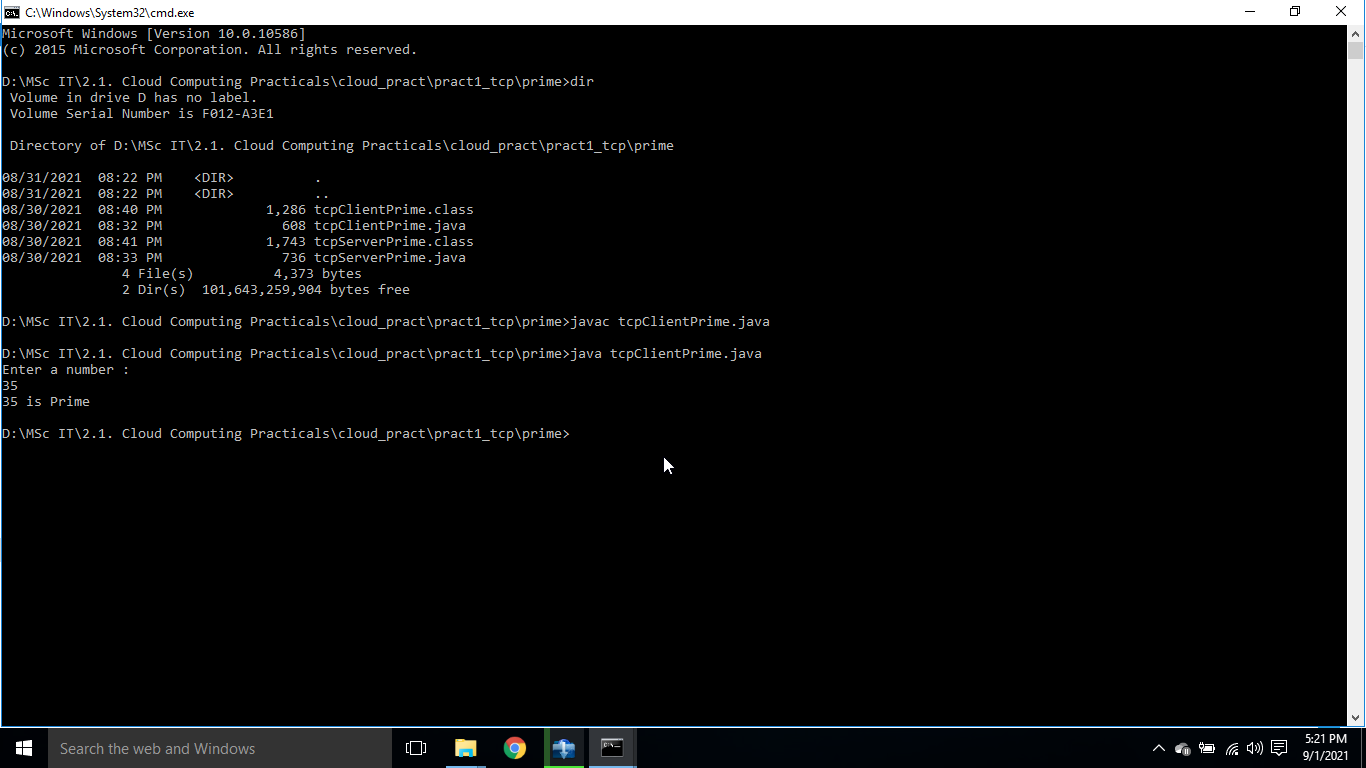 C:\Windows\System32\cmd.exe
Microsoft Windows [Version 10.0.10586]
(c) 2015 Microsoft Corporation. All rights reserved.
D:\MSc IT\2.1. Cloud Computing Practicals\cloud_pract\pract1_tcp\prime>dir
Volume in drive D has no label.
Volume Serial Number is F012-A3E1
Directory of D:\MSc IT\2.1. Cloud Computing Practicals\cloud_pract\pract1_tcp\prime
08/31/2021  08:22 PM    <DIR>          .
08/31/2021  08:22 PM    <DIR>          ..
08/30/2021  08:40 PM             1,286 tcpClientPrime.class
08/30/2021  08:32 PM               608 tcpClientPrime.java
08/30/2021  08:41 PM             1,743 tcpServerPrime.class
08/30/2021  08:33 PM               736 tcpServerPrime.java
4 File(s)          4,373 bytes
2 Dir(s)  101,643,259,904 bytes free
D:\MSc IT\2.1. Cloud Computing Practicals\cloud_pract\pract1_tcp\prime>javac tcpClientPrime.java
D:\MSc IT\2.1. Cloud Computing Practicals\cloud_pract\pract1_tcp\prime>java tcpClientPrime.java
Enter a number :
35
35 is Prime
D:\MSc IT\2.1. Cloud Computing Practicals\cloud_pract\pract1_tcp\prime>
Search the web and Windows
5:21 PM
9/1/2021